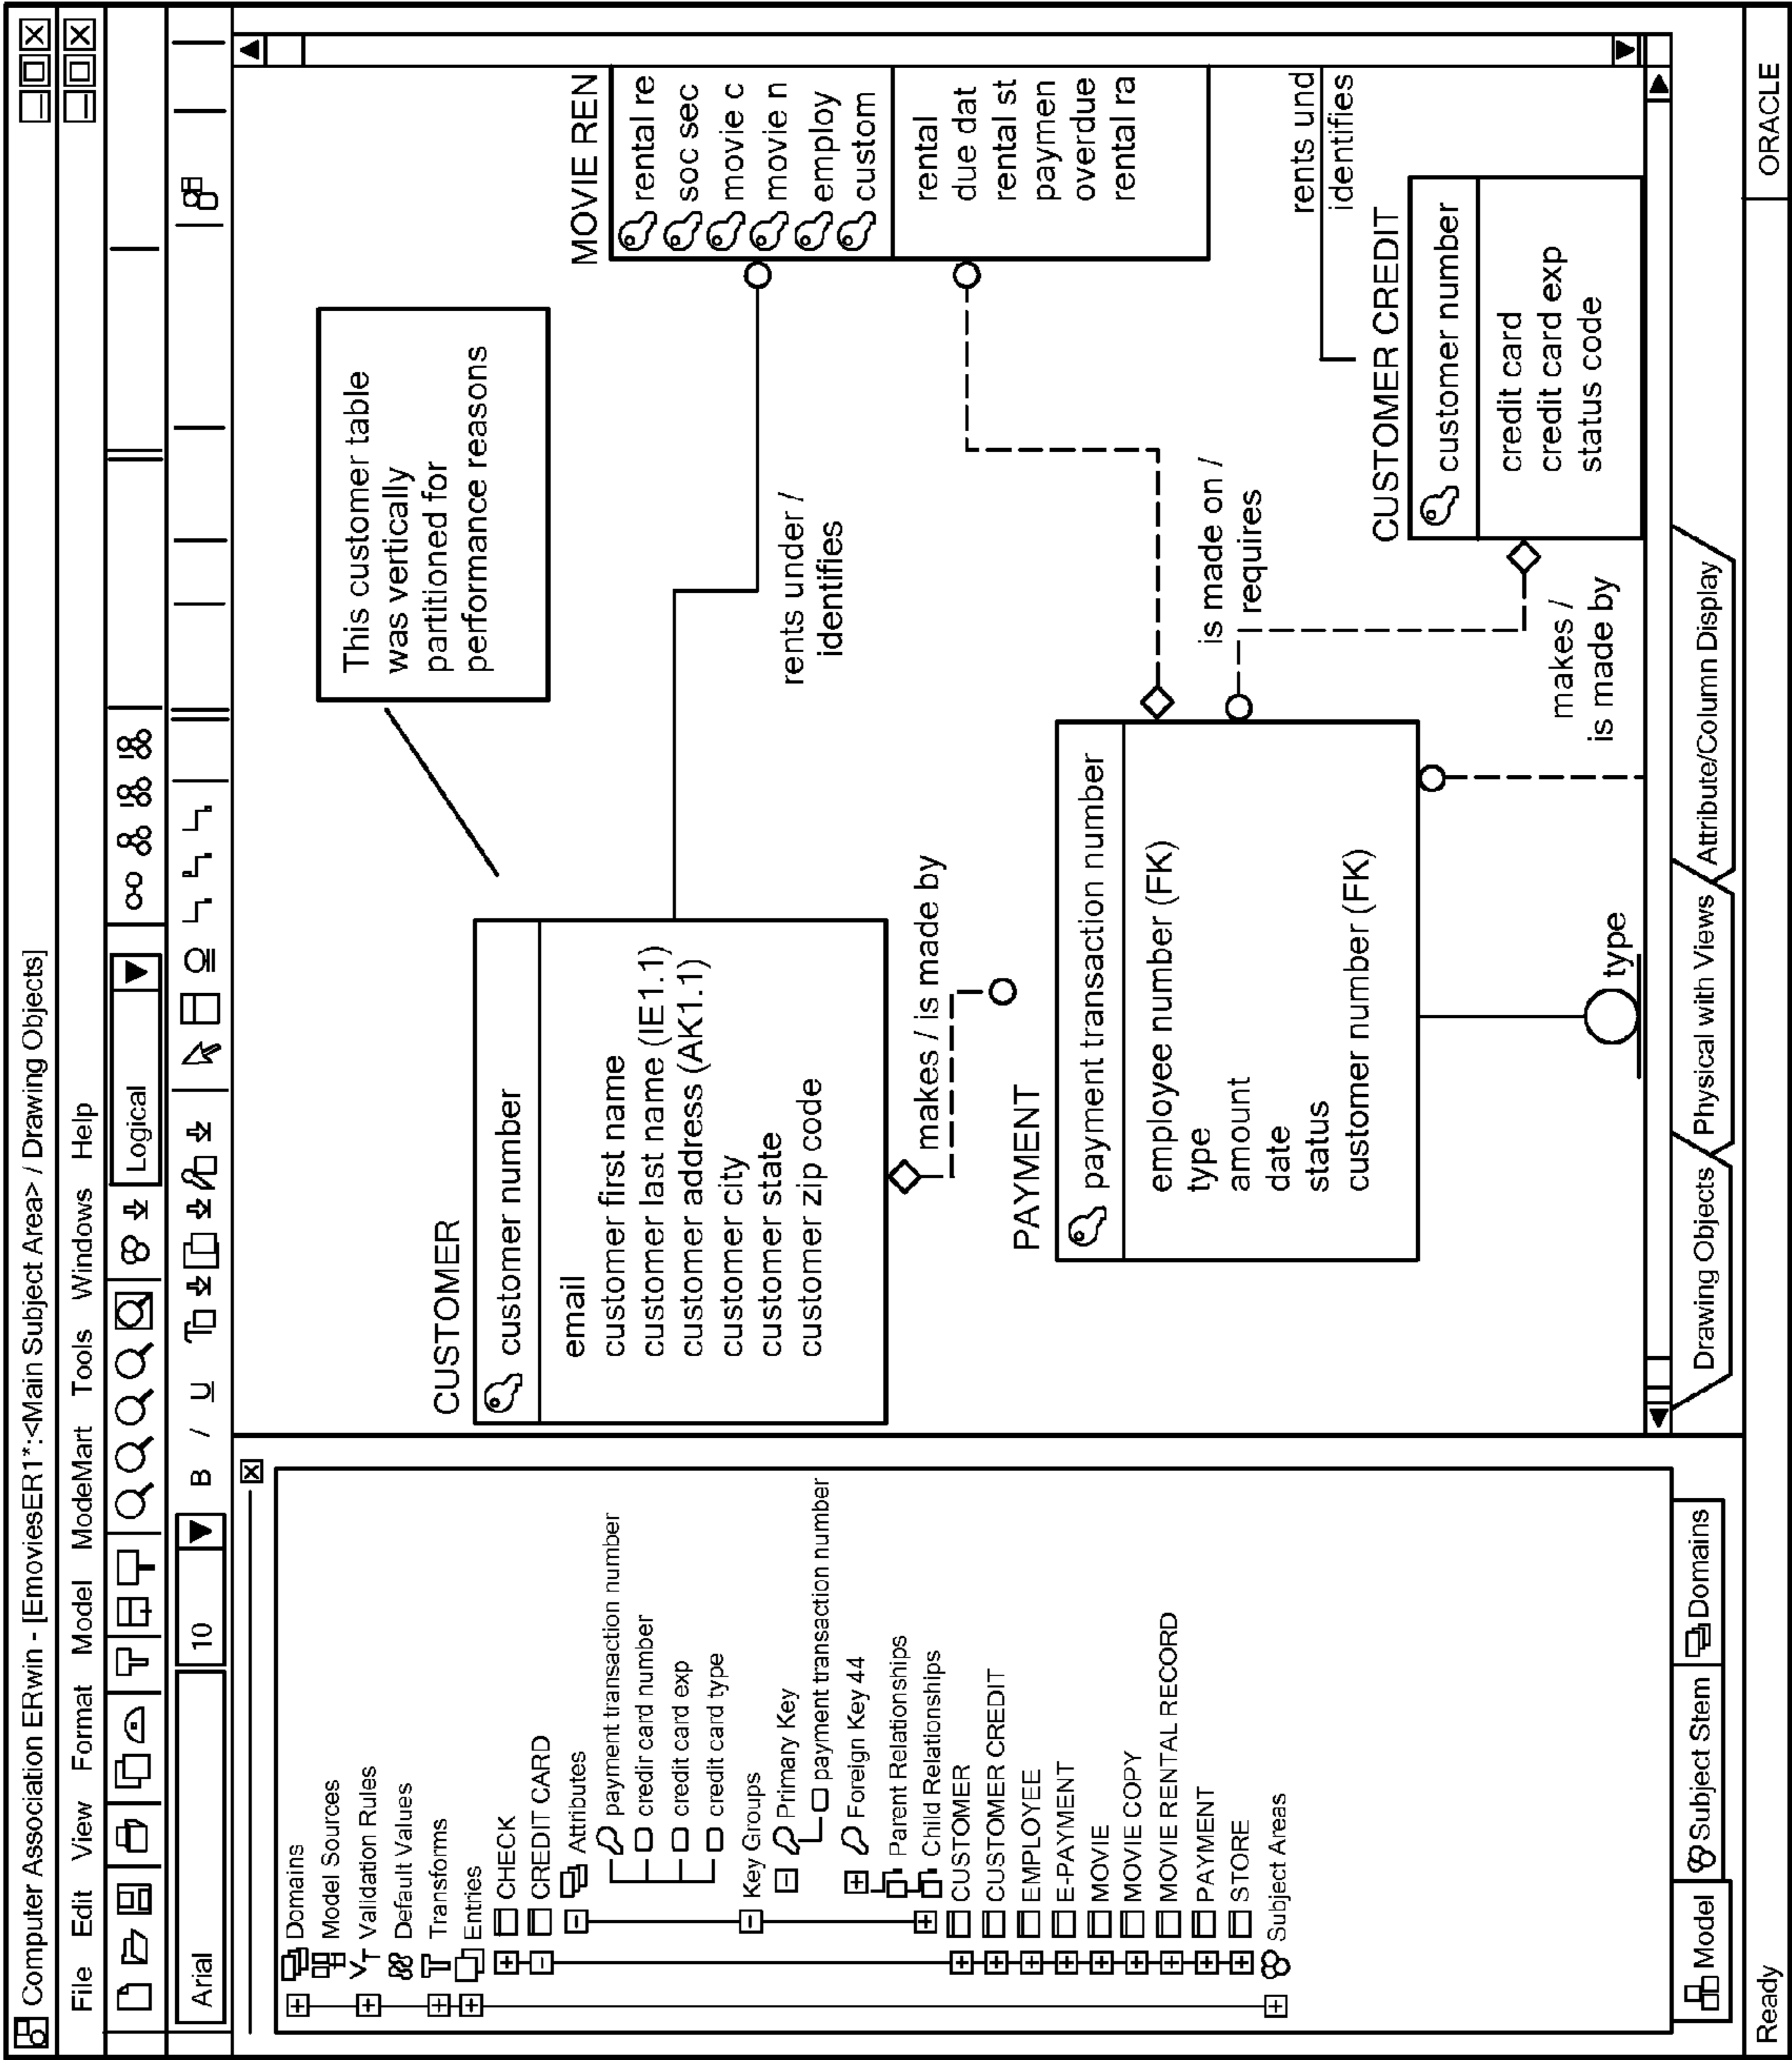 Computer Association ERwin - [EmoviesER1*:<Main Subject Area> / Drawing Objects]
File Edit View Format Model ModeMart Tools Windows Help
Logical
Arial 10 B / U
Domains
Model Sources
Validation Rules
Default Values
Transforms
Entries
CHECK
CREDIT CARD
Attributes
payment transaction number
credir card number
credit card exp
credit card type
Key Groups
Primary Key
payment transaction number
Foreign Key 44
Parent Relationships
Child Relationships
CUSTOMER
CUSTOMER CREDIT
EMPLOYEE
E-PAYMENT
MOVIE
MOVIE COPY
MOVIE RENTAL RECORD
PAYMENT
STORE
Subject Areas
Model Subject Stem Domains
This customer table
was vertically
partitioned for
performance reasons
CUSTOMER
customer number
email
customer first name
customer last name (IE1.1)
customer address (AK1.1)
customer city
customer state
customer zip code
makes / is made by
rents under /
identifies
MOVIE REN
rental re
soc sec
movie c
movie n
employ
custom
rental
due dat
rental st
paymen
overdue
rental ra
PAYMENT
payment transaction number
employee number (FK)
type
amount
date
status
customer number (FK)
type
is made on /
requires
makes /
is made by
rents und
identifies
CUSTOMER CREDIT
customer number
credit card
credit card exp
status code
Drawing Objects Physical with Views Attribute/Column Display
Ready ORACLE